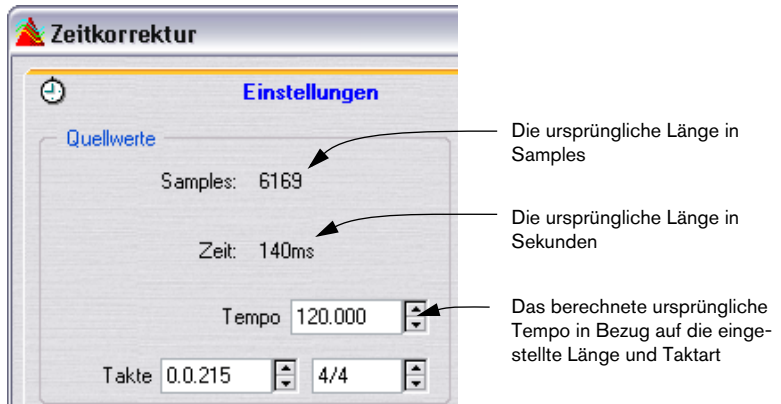 Zeitkorrektur
Einstellungen
Quellwerte
Samples: 6169
Zeit: 140ms
Tempo 120.000
Takte 0.0.215 4/4
Die ursprüngliche Länge in
Samples
Die ursprüngliche Länge in
Sekunden
Das berechnete ursprüngliche
Tempo in Bezug auf die einge-
stellte Länge und Taktart